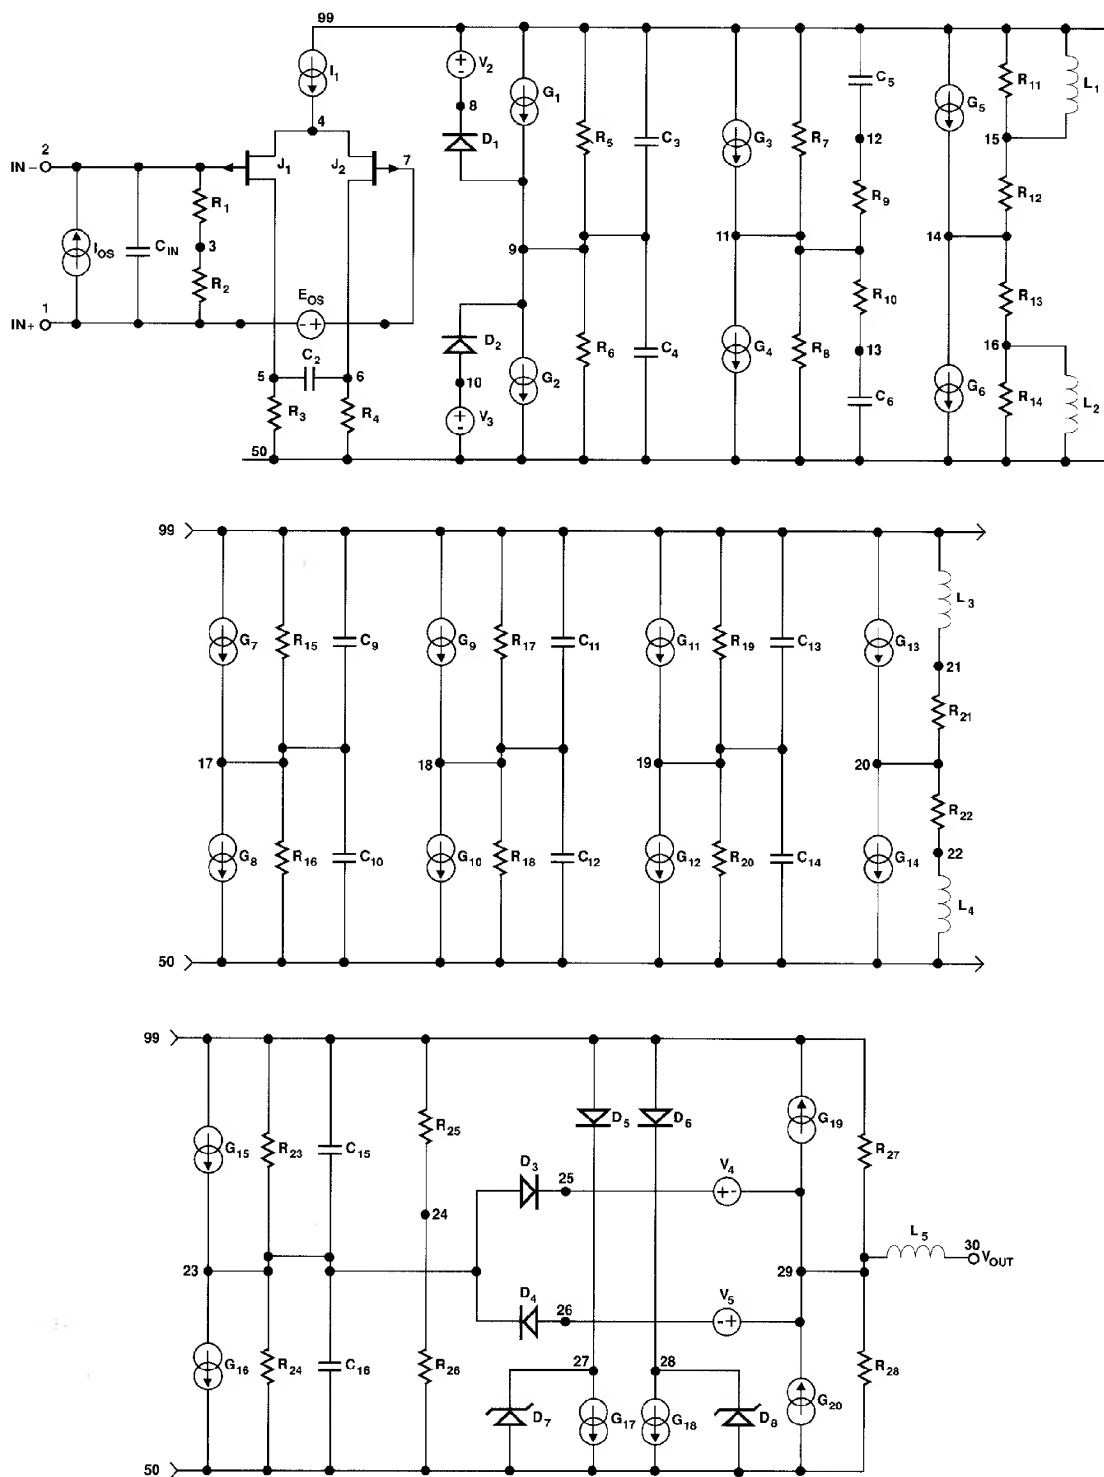 99
I1
V2
8
D1
G1
R5
C3
G3
R7
C5
12
R9
G5
R11
L1
15
R12
2
IN-
4
J1
J2
7
R1
3
R2
IOS
CIN
1
IN+
EOS
C2
5
6
R3
R4
50
9
D2
10
V3
G2
R6
C4
11
G4
R8
R10
13
C6
14
R13
16
G6
R14
L2
99
G7
R15
C9
G9
R17
C11
G11
R19
C13
G13
L3
21
R21
17
18
19
20
R22
22
G8
R16
C10
G10
R18
C12
G12
R20
C14
G14
L4
50
99
G15
R23
C15
R25
D5
D6
G19
R27
D3
25
V4
24
L5
30
VOUT
23
29
D4
26
V5
G16
R24
C16
R26
27
28
R28
D7
G17
G18
D8
G20
50